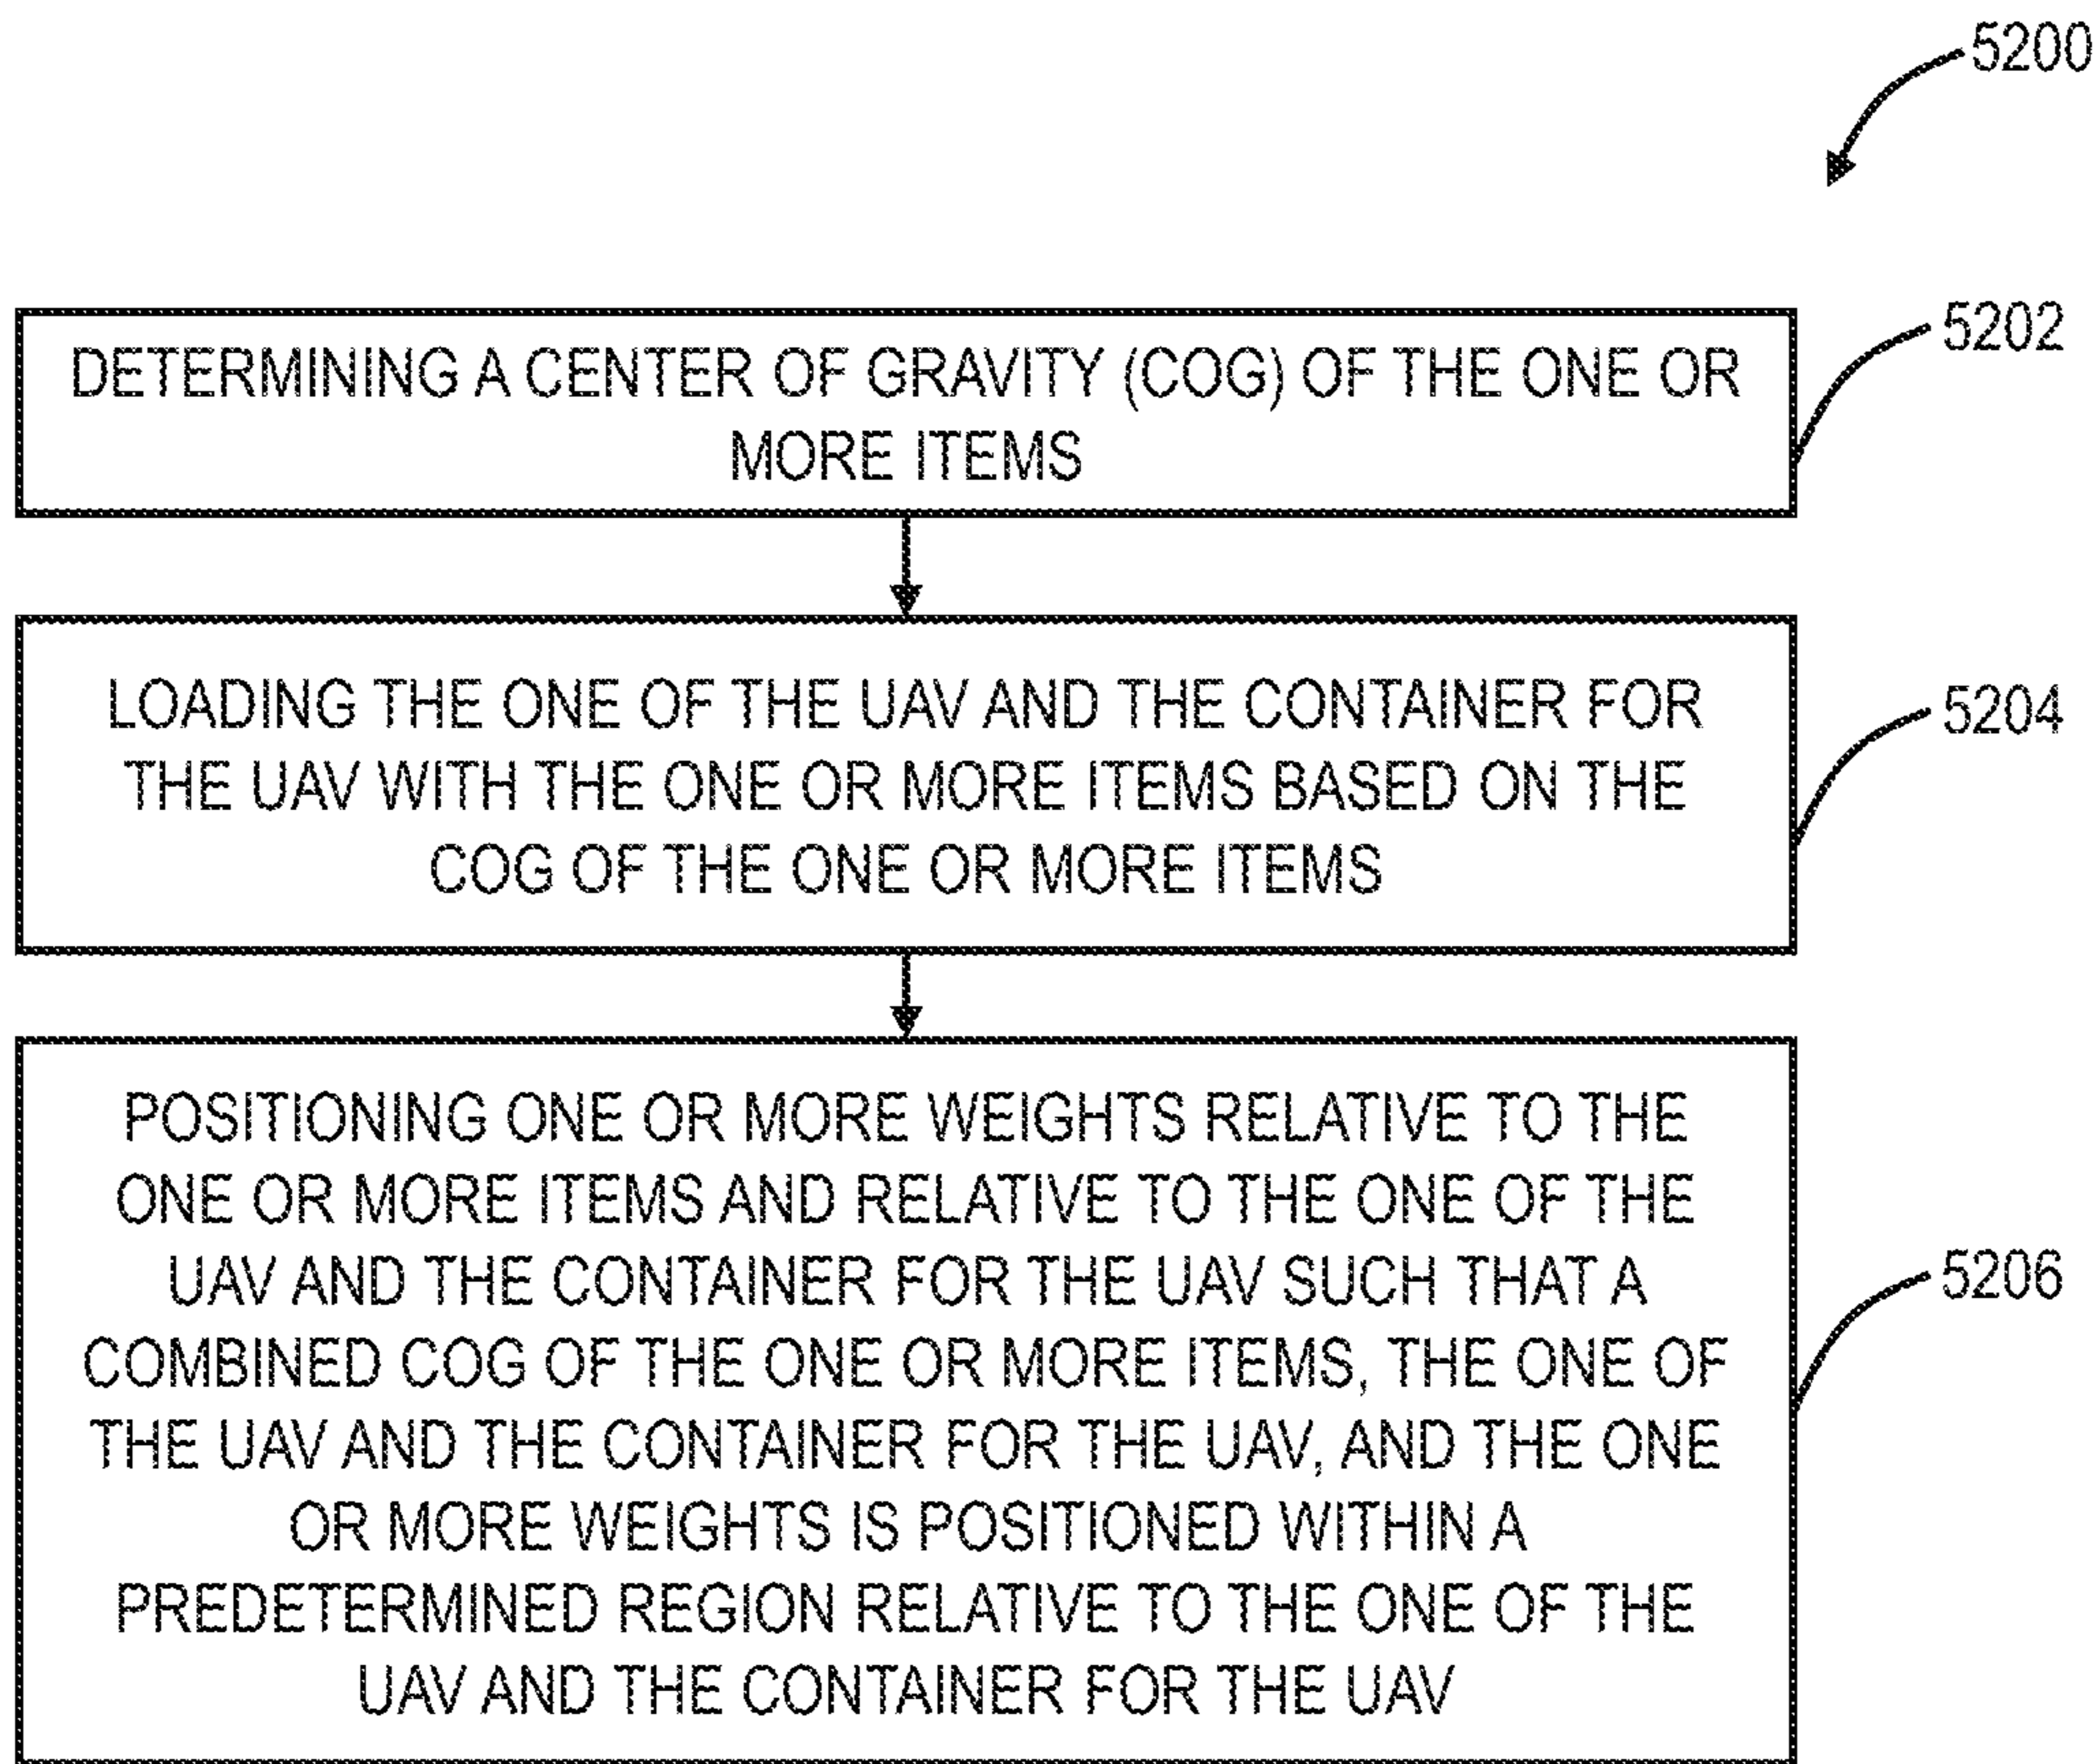 5200
5202
DETERMINING A CENTER OF GRAVITY (COG) OF THE ONE OR
MORE ITEMS
5204
LOADING THE ONE OF THE UAV AND THE CONTAINER FOR
THE UAV WITH THE ONE OR MORE ITEMS BASED ON THE
COG OF THE ONE OR MORE ITEMS
5206
POSITIONING ONE OR MORE WEIGHTS RELATIVE TO THE
ONE OR MORE ITEMS AND RELATIVE TO THE ONE OF THE
UAV AND THE CONTAINER FOR THE UAV SUCH THAT A
COMBINED COG OF THE ONE OR MORE ITEMS, THE ONE OF
THE UAV AND THE CONTAINER FOR THE UAV, AND THE ONE
OR MORE WEIGHTS IS POSITIONED WITHIN A
PREDETERMINED REGION RELATIVE TO THE ONE OF THE
UAV AND THE CONTAINER FOR THE UAV